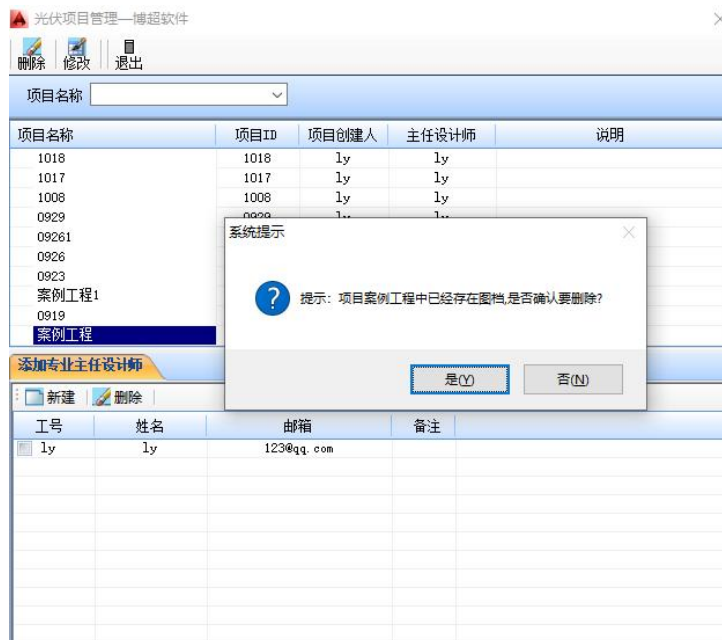 光伏项目管理—博超软件
删除 修改 退出
项目名称
项目名称 项目ID 项目创建人 主任设计师 说明
1018 1018 ly ly
1017 1017 ly ly
1008 1008 ly ly
0929 0929 ly ly
09261
0926
0923
案例工程1
0919
案例工程
系统提示
提示：项目案例工程中已经存在图档,是否确认要删除?
是(Y) 否(N)
添加专业主任设计师
新建 删除
工号 姓名 邮箱 备注
ly ly 123@qq.com